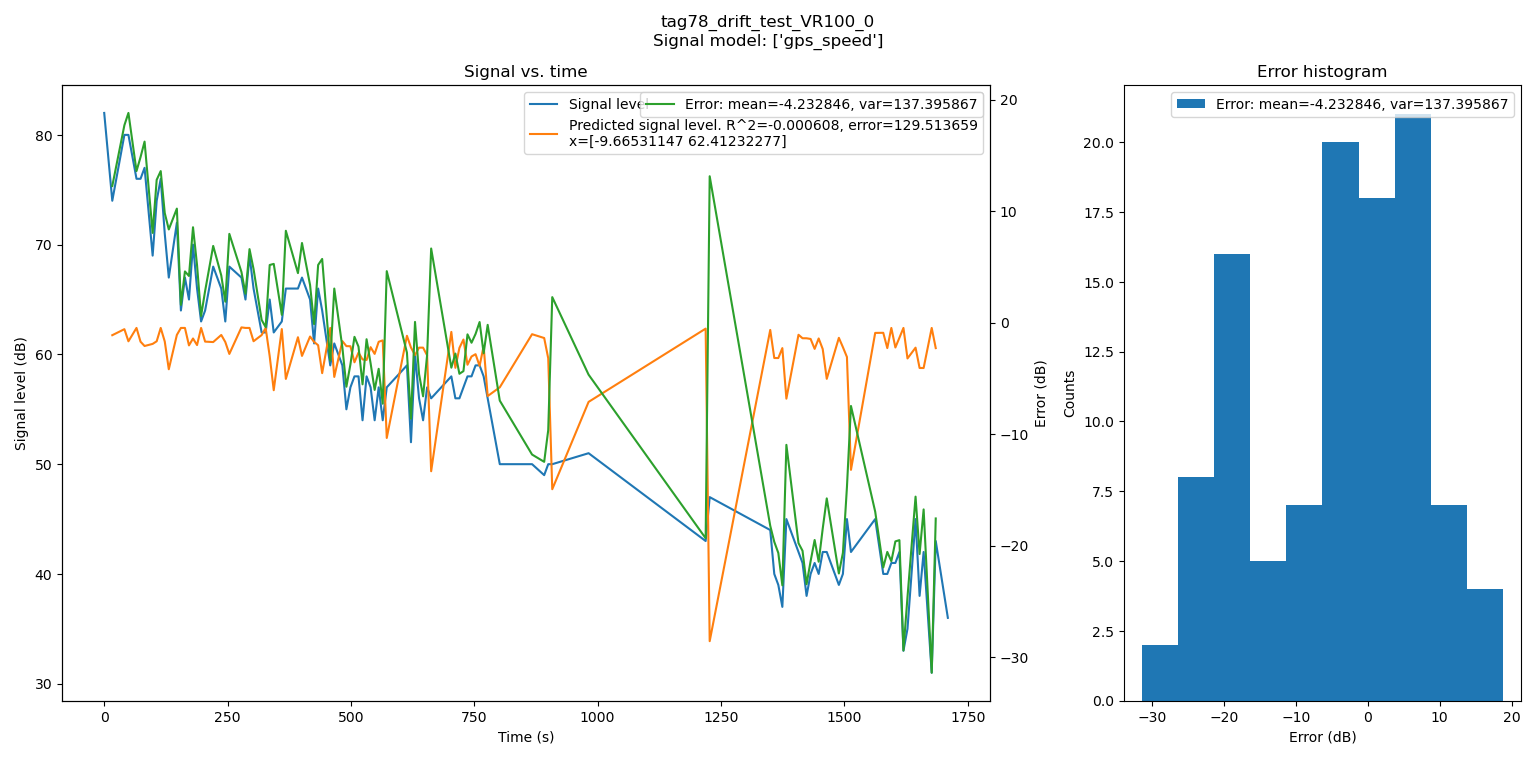 tag78_drift_test_VR100_0
Signal model: ['gps_speed']
Signal vs. time
Signal level
Predicted signal level. R^2=-0.000608, error=129.513659
x=[-9.66531147 62.41232277]
Error: mean=-4.232846, var=137.395867
80
70
60
50
40
30
Signal level (dB)
0
250
500
750
1000
1250
1500
1750
Time (s)
20
10
0
−10
−20
−30
Error (dB)
Error histogram
Error: mean=-4.232846, var=137.395867
20.0
17.5
15.0
12.5
10.0
7.5
5.0
2.5
0.0
Counts
−30
−20
−10
0
10
20
Error (dB)